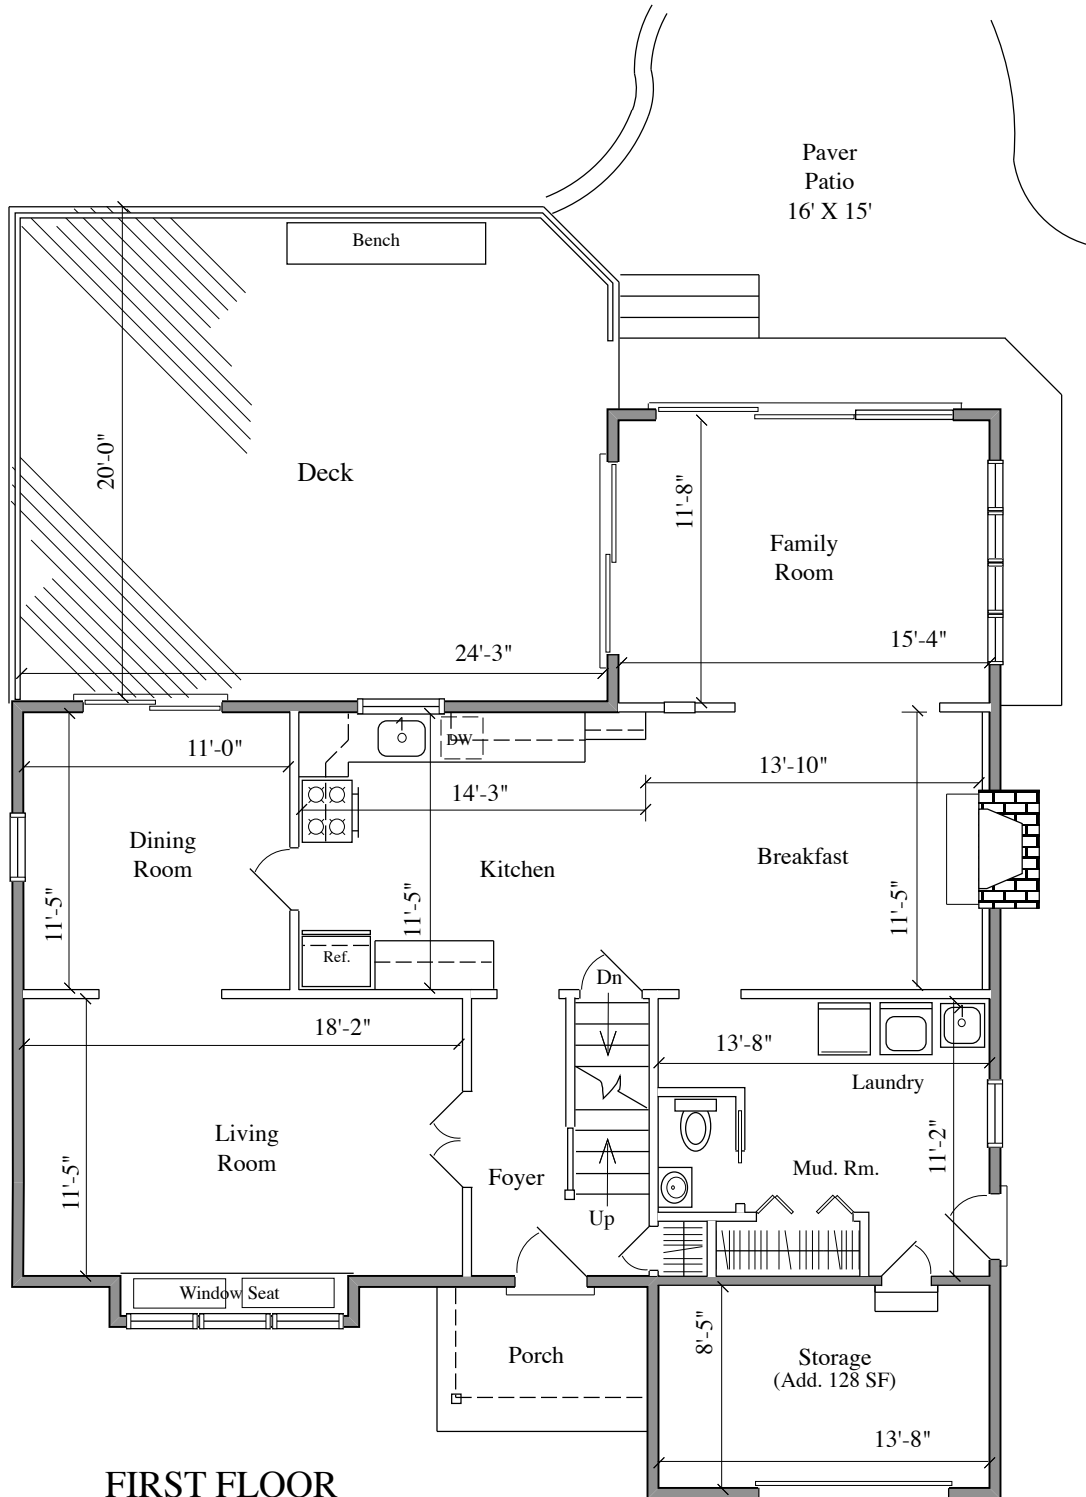 Paver
Patio
16' X 15'
Bench
20'-0"
Deck
11'-8"
Family
Room
24'-3"
15'-4"
11'-0"
DW
13'-10"
14'-3"
Dining
Room
Kitchen
Breakfast
11'-5"
11'-5"
11'-5"
Ref.
Dn
18'-2"
13'-8"
Laundry
Living
Room
11'-2"
11'-5"
Foyer
Mud. Rm.
Up
Window Seat
8'-5"
Porch
Storage
(Add. 128 SF)
13'-8"
FIRST FLOOR